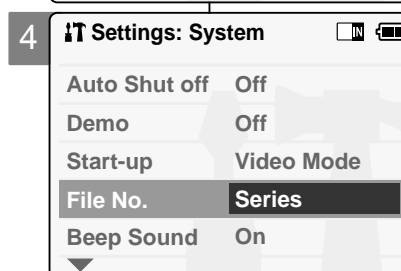 4
Settings: System IN
Auto Shut off Off
Demo Off
Start-up Video Mode
File No. Series
Beep Sound On